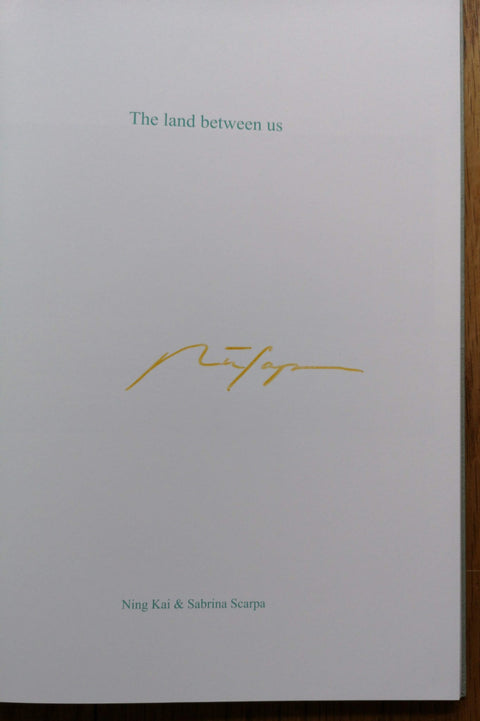 The land between us
Ning Kai & Sabrina Scarpa